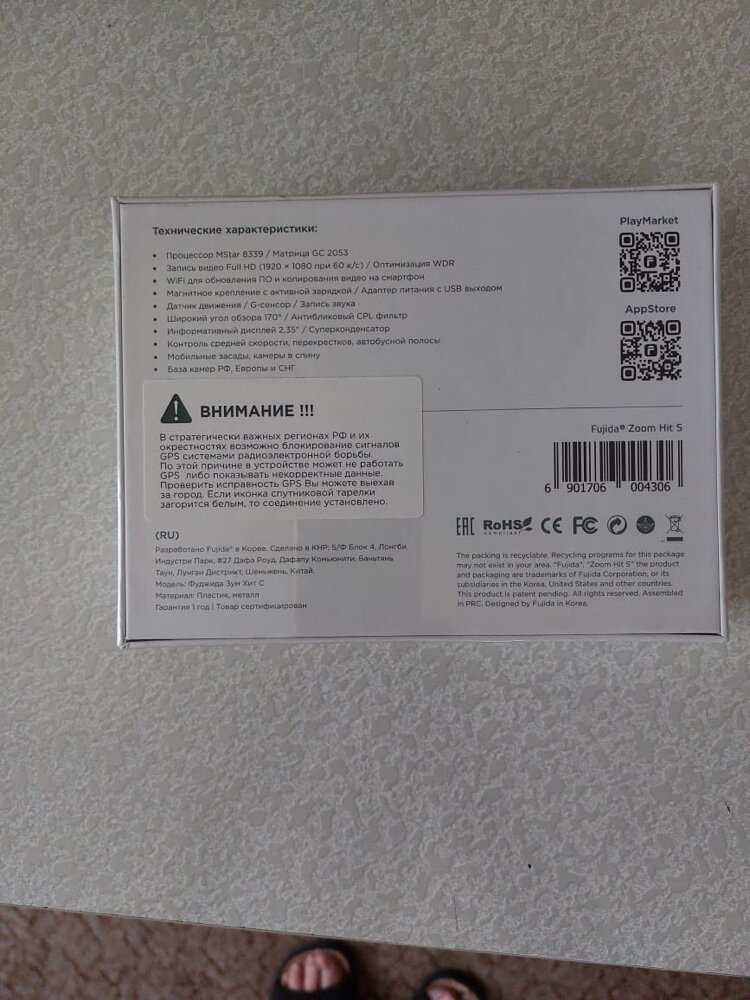 Технические характеристики:
• Процессор MStar 8339 / Матрица GC 2053
• Запись видео Full HD (1920 × 1080 при 60 к/с) / Оптимизация WDR
• WiFi для обновления ПО и копирования видео на смартфон
• Магнитное крепление с активной зарядкой / Адаптер питания с USB выходом
• Датчик движения / G-сенсор / Запись звука
• Широкий угол обзора 170° / Антибликовый CPL фильтр
• Информативный дисплей 2,35" / Суперконденсатор
• Контроль средней скорости, перекрестков, автобусной полосы
• Мобильные засады, камеры в спину
• База камер РФ, Европы и СНГ
PlayMarket
AppStore
ВНИМАНИЕ !!!
В стратегически важных регионах РФ и их
окрестностях возможно блокирование сигналов
GPS системами радиоэлектронной борьбы.
По этой причине в устройстве может не работать
GPS либо показывать некорректные данные.
Проверить исправность GPS Вы можете выехав
за город. Если иконка спутниковой тарелки
загорится белым, то соединение установлено.
Fujida® Zoom Hit S
6 901706 004306
EAC RoHS compliant CE FC
(RU)
Разработано Fujida® в Корее. Сделано в КНР: 5/Ф Блок 4, Лонгби
Индустри Парк, #27 Дафа Роуд, Дафапу Комьюнити, Баньтянь
Таун, Лунган Дистрикт, Шеньжень, Китай.
Модель: Фуджида Зум Хит С
Материал: Пластик, металл
Гарантия 1 год | Товар сертифицирован
The packing is recyclable. Recycling programs for this package
may not exist in your area. "Fujida", "Zoom Hit S" the product
and packaging are trademarks of Fujida Corporation, or its
subsidiaries in the Korea, United States and other countries.
This product is patent pending. All rights reserved. Assembled
in PRC. Designed by Fujida in Korea.